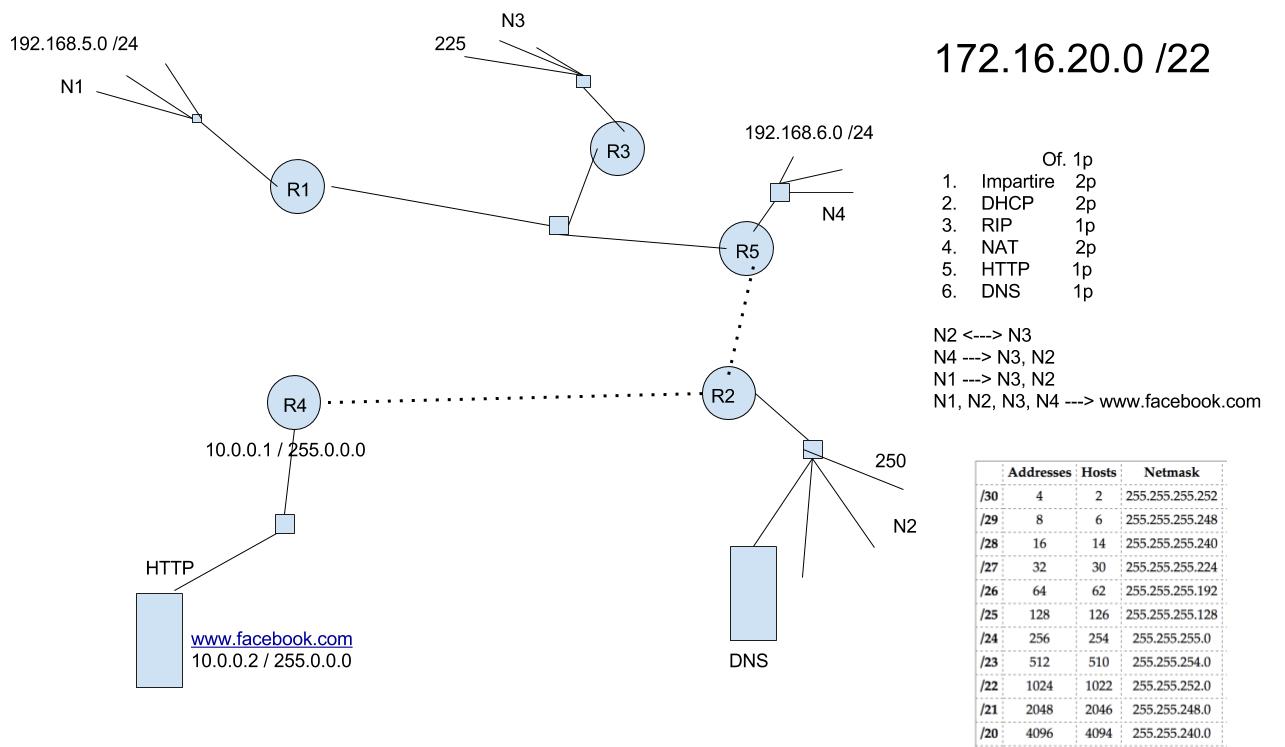 N3
192.168.5.0 /24
225
172.16.20.0 /22
N1
192.168.6.0 /24
R3
Of. 1p
1. Impartire 2p
2. DHCP 2p
3. RIP 1p
4. NAT 2p
5. HTTP 1p
6. DNS 1p
R1
N4
R5
N2 <---> N3
N4 ---> N3, N2
N1 ---> N3, N2
N1, N2, N3, N4 ---> www.facebook.com
R4
R2
10.0.0.1 / 255.0.0.0
250
N2
HTTP
www.facebook.com
10.0.0.2 / 255.0.0.0
DNS
Addresses Hosts Netmask
/30 4 2 255.255.255.252
/29 8 6 255.255.255.248
/28 16 14 255.255.255.240
/27 32 30 255.255.255.224
/26 64 62 255.255.255.192
/25 128 126 255.255.255.128
/24 256 254 255.255.255.0
/23 512 510 255.255.254.0
/22 1024 1022 255.255.252.0
/21 2048 2046 255.255.248.0
/20 4096 4094 255.255.240.0